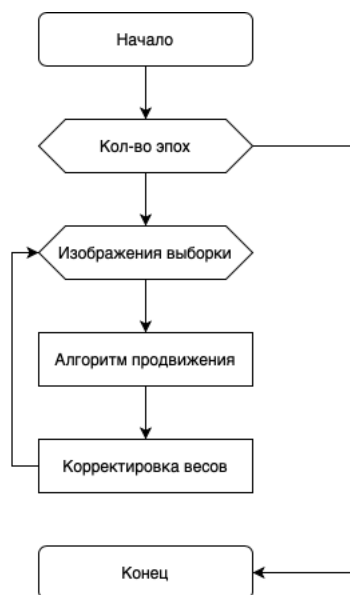 Начало
Кол-во эпох
Изображения выборки
Алгоритм продвижения
Корректировка весов
Конец